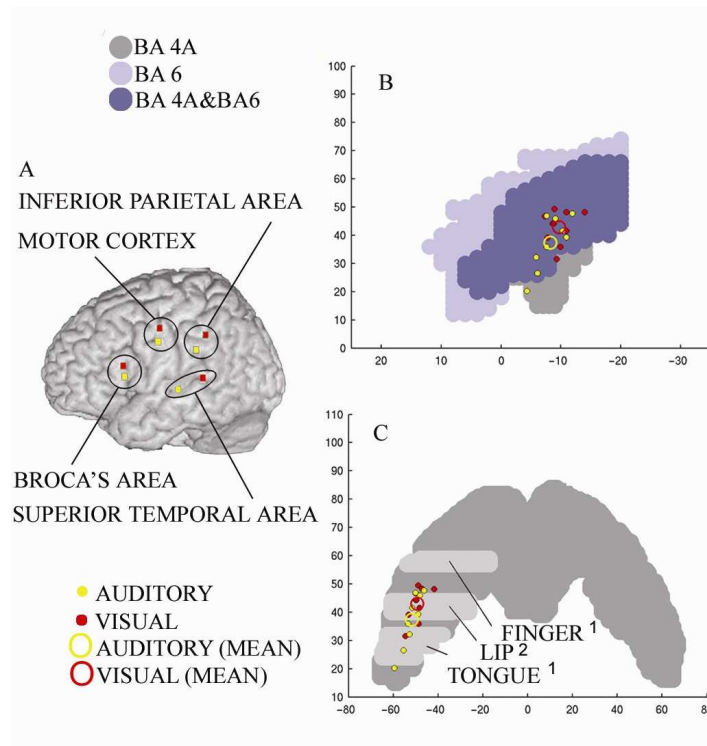 BA 4A
BA 6
BA 4A&BA6
A
INFERIOR PARIETAL AREA
MOTOR CORTEX
BROCA'S AREA
SUPERIOR TEMPORAL AREA
AUDITORY
VISUAL
AUDITORY (MEAN)
VISUAL (MEAN)
B
100
90
80
70
60
50
40
30
20
10
0
20 10 0 -10 -20 -30
C
110
100
90
80
70
60
50
40
30
20
10
FINGER 1
LIP 2
TONGUE 1
-80 -60 -40 -20 0 20 40 60 80